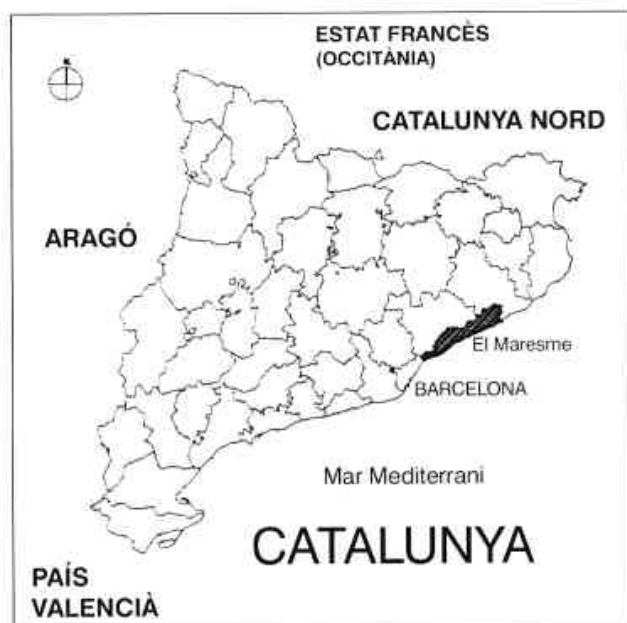 ESTAT FRANCÈS
(OCCITÀNIA)
N
CATALUNYA NORD
ARAGÓ
El Maresme
BARCELONA
Mar Mediterrani
CATALUNYA
PAÍS
VALENCIÀ